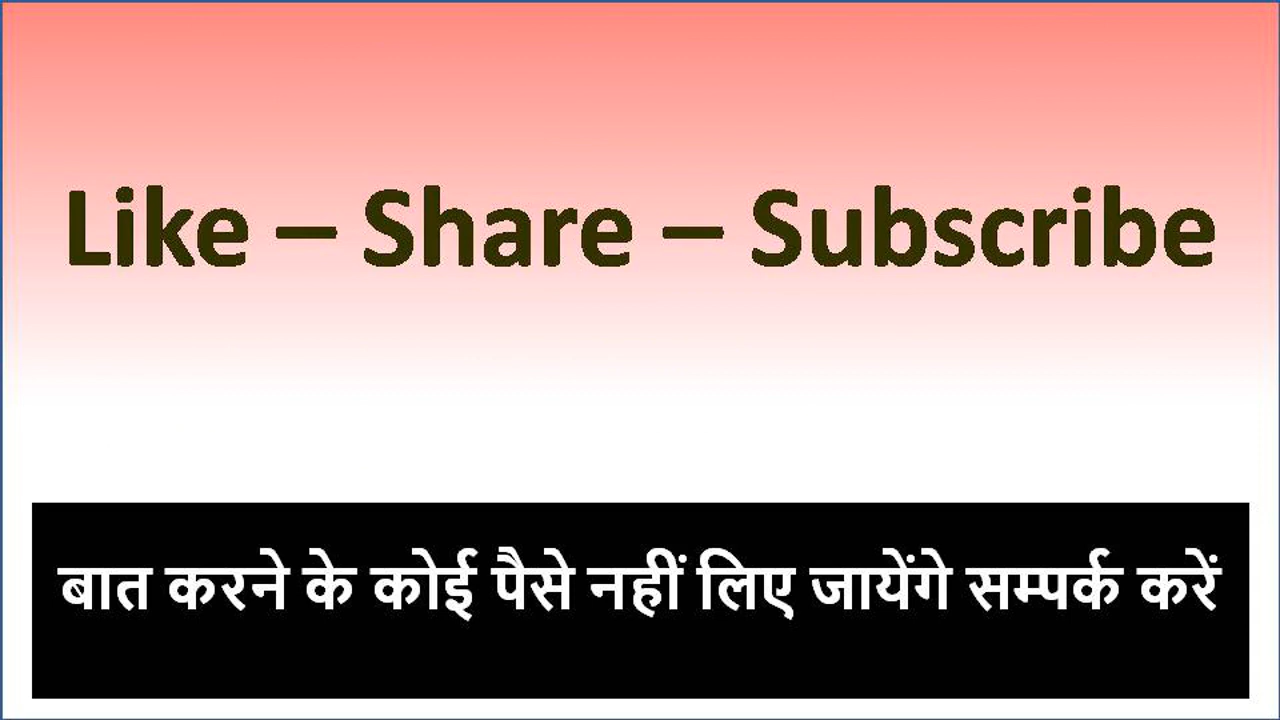 Like – Share – Subscribe
बात करने के कोई पैसे नहीं लिए जायेंगे सम्पर्क करें